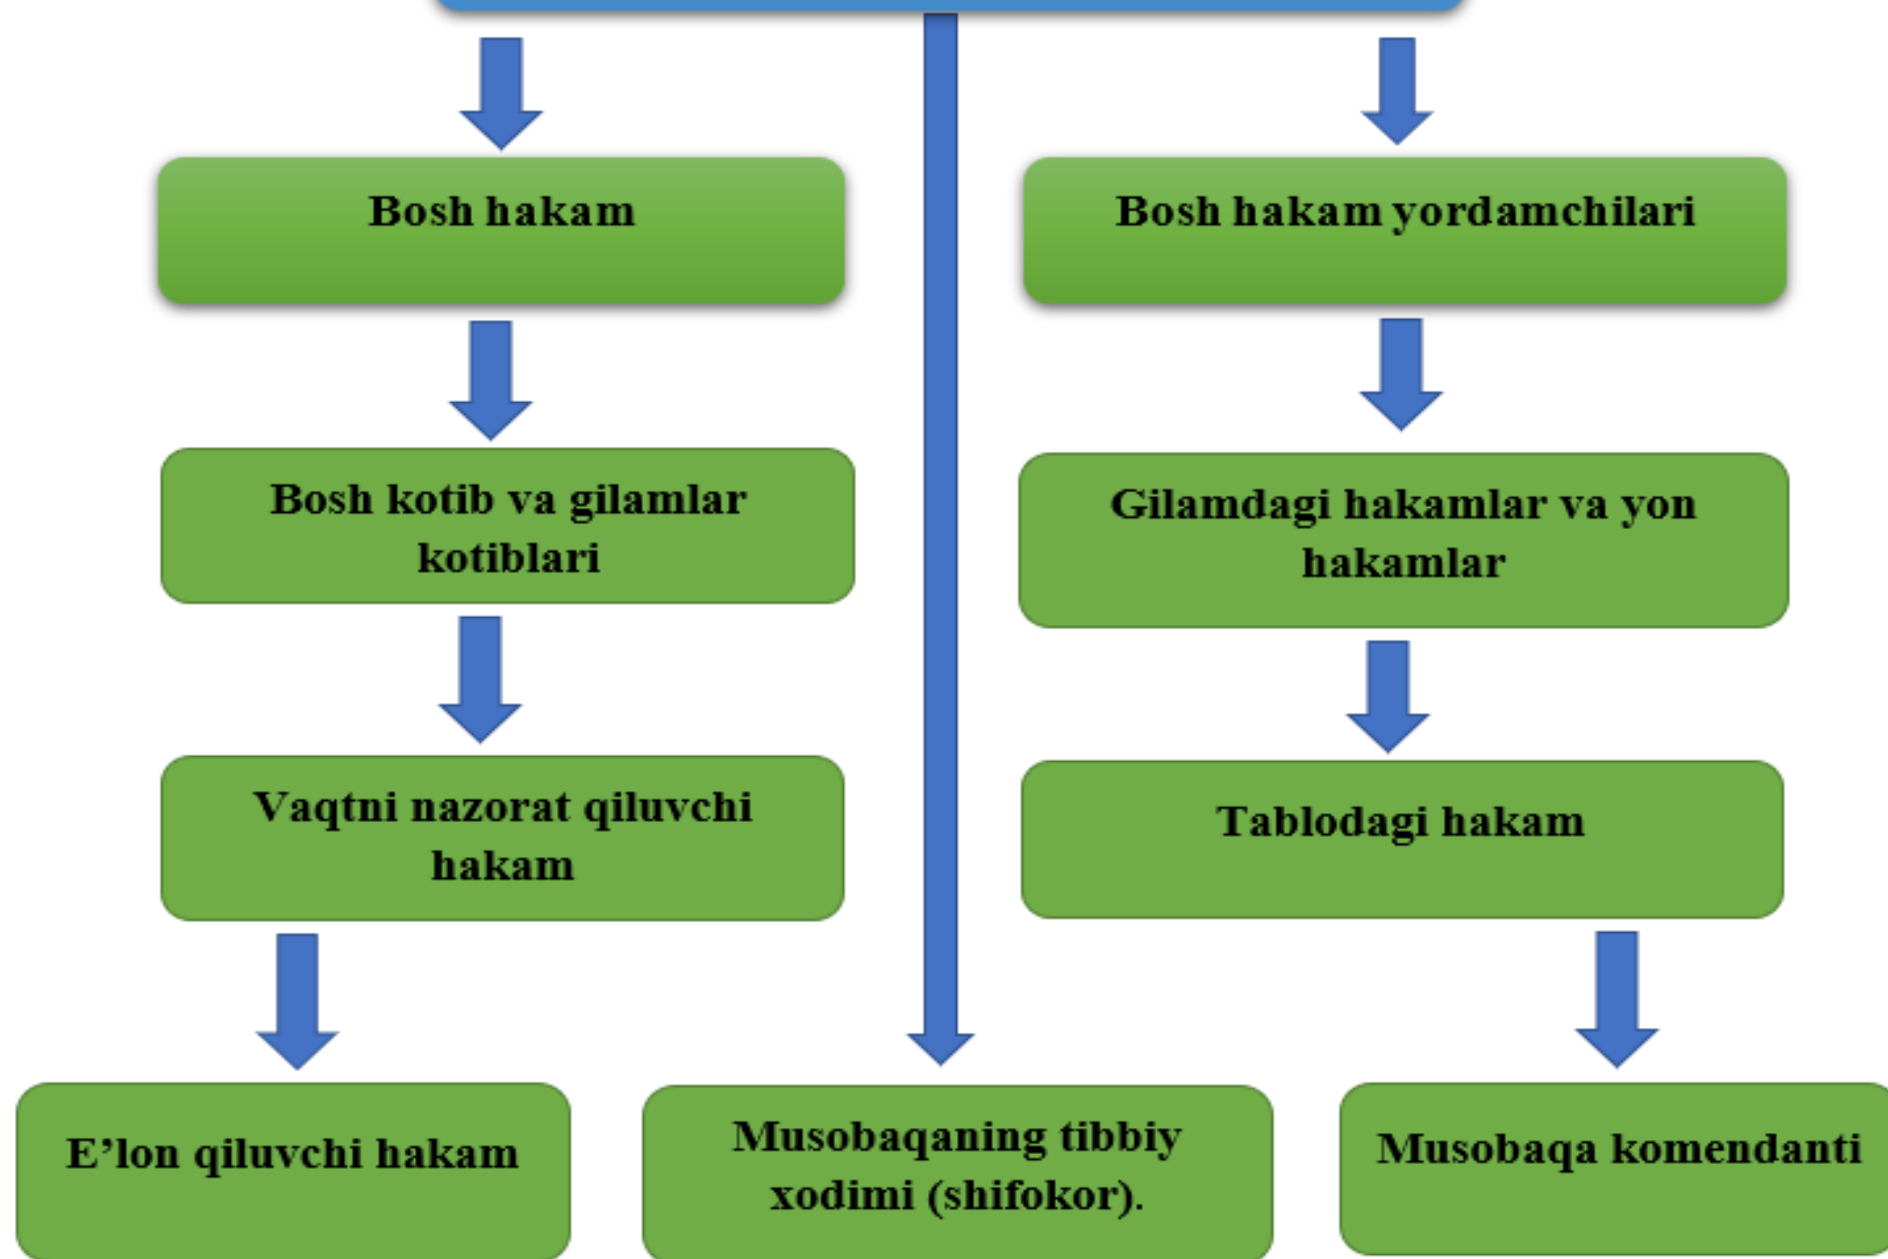 Bosh hakam
Bosh hakam yordamchilari
Bosh kotib va gilamlar
kotiblari
Gilamdagi hakamlar va yon
hakamlar
Vaqtni nazorat qiluvchi
hakam
Tablodagi hakam
E’lon qiluvchi hakam
Musobaqaning tibbiy
xodimi (shifokor).
Musobaqa komendanti